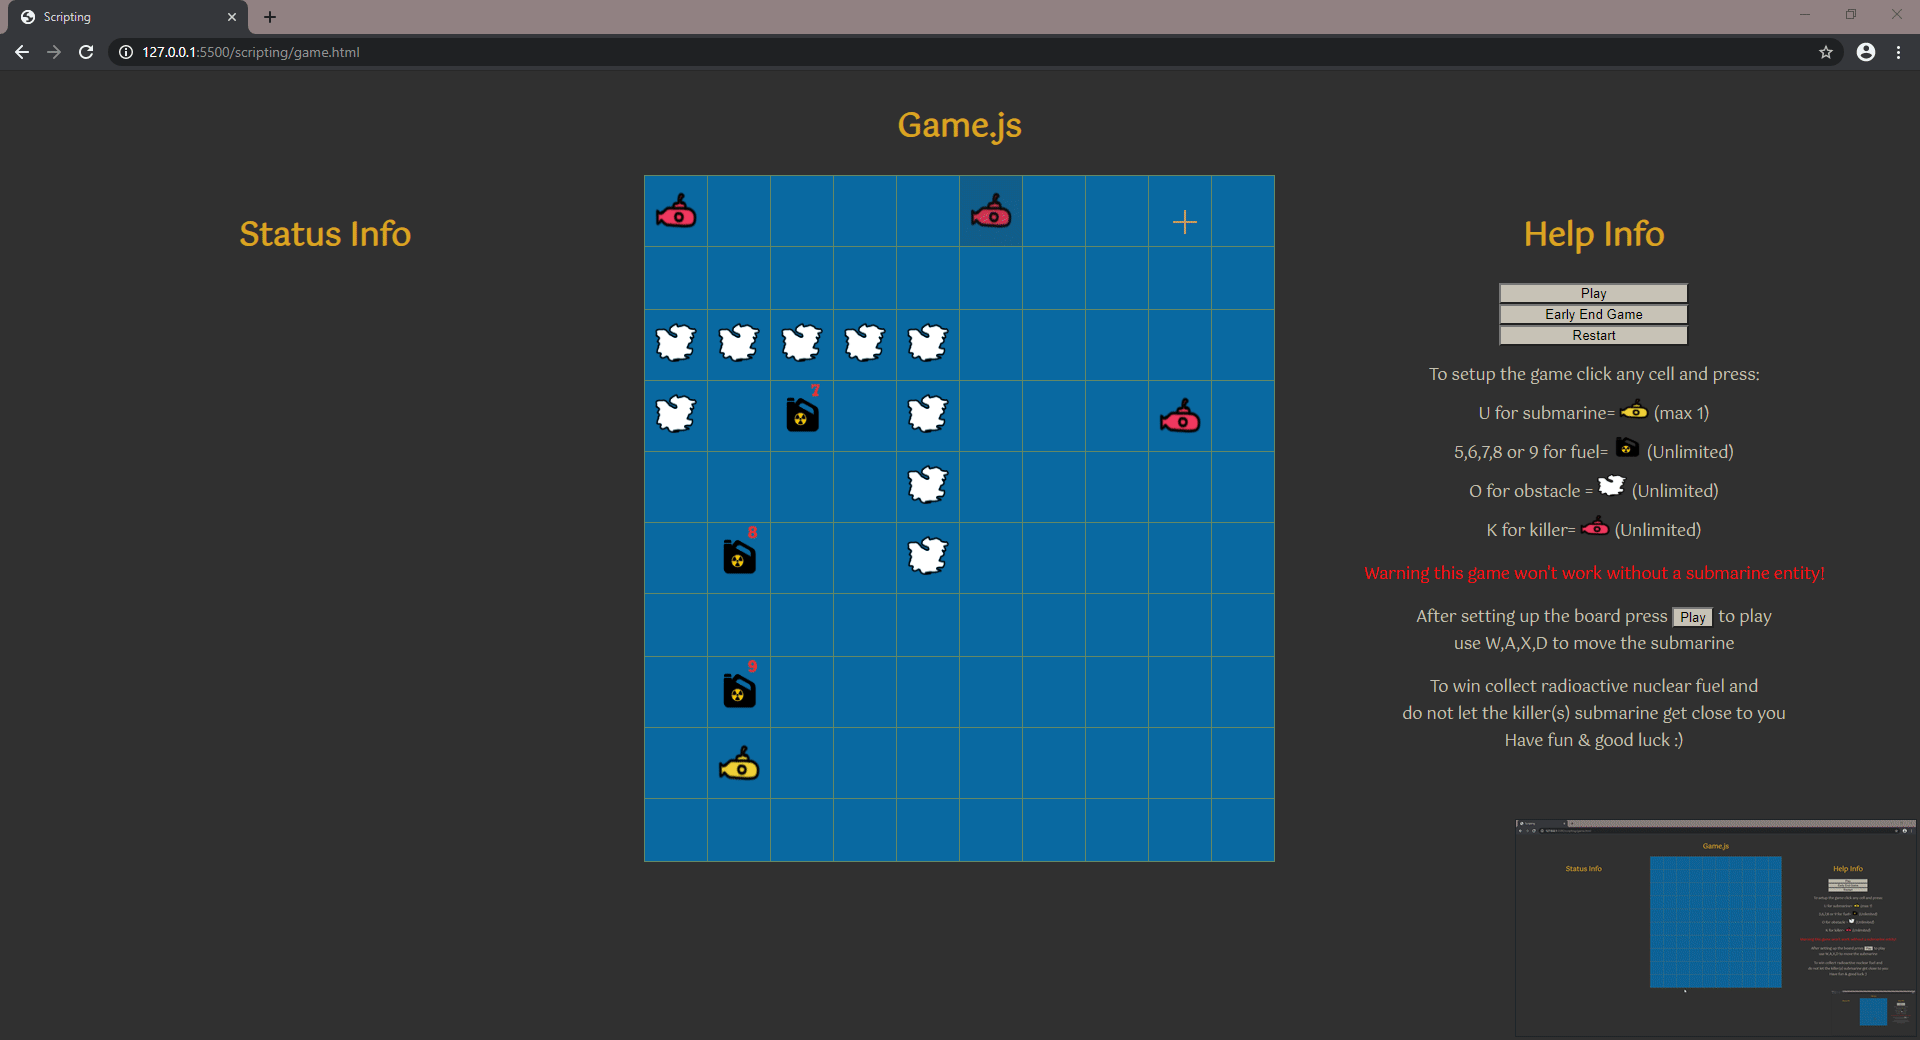 Scripting
127.0.0.1:5500/scripting/game.html
Game.js
Status Info
7
8
9
Help Info
Play
Early End Game
Restart
To setup the game click any cell and press:
U for submarine= (max 1)
5,6,7,8 or 9 for fuel= (Unlimited)
O for obstacle = (Unlimited)
K for killer= (Unlimited)
Warning this game won't work without a submarine entity!
After setting up the board press Play to play
use W,A,X,D to move the submarine
To win collect radioactive nuclear fuel and
do not let the killer(s) submarine get close to you
Have fun & good luck :)
Game.js
Status Info
Help Info